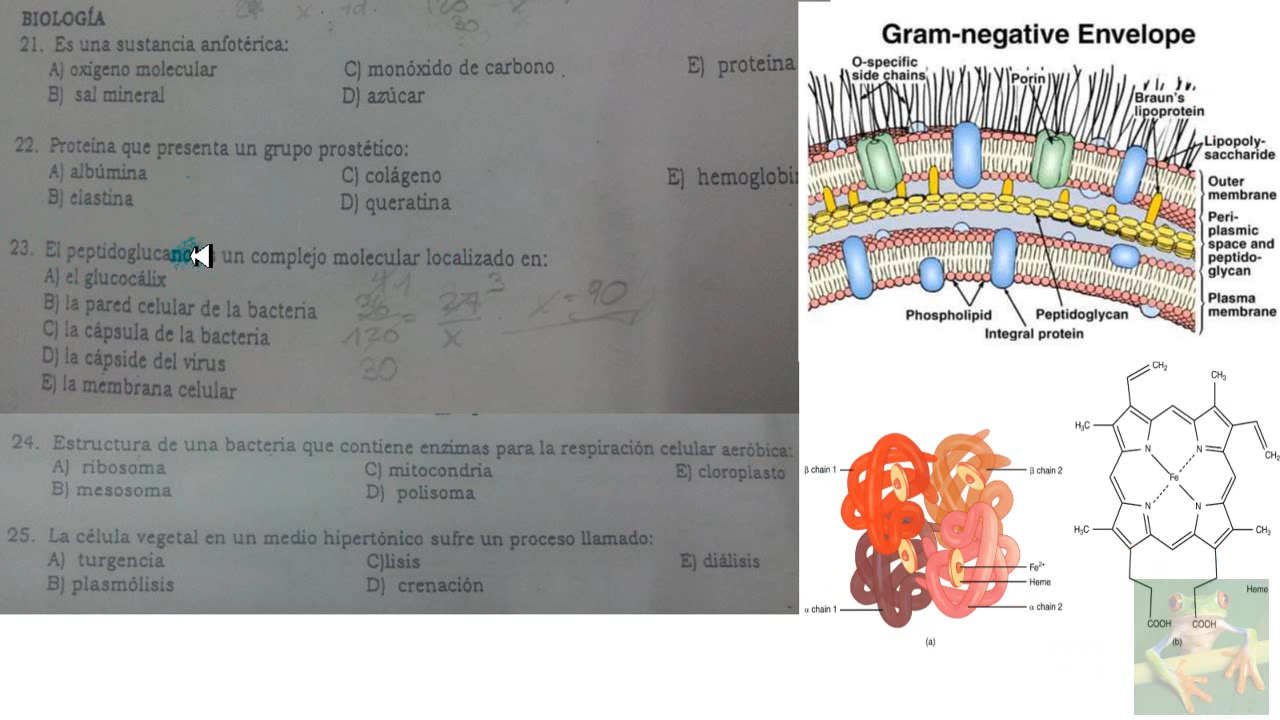 BIOLOGÍA
21. Es una sustancia anfotérica:
A) oxígeno molecular
B) sal mineral
C) monóxido de carbono
D) azúcar
E) proteína
22. Proteína que presenta un grupo prostético:
A) albúmina
B) elastina
C) colágeno
D) queratina
E) hemoglobi
23. El peptidogluca un complejo molecular localizado en:
A) el glucocálix
B) la pared celular de la bacteria
C) la cápsula de la bacteria
D) la cápside del virus
E) la membrana celular
36 / 120 = 27 / x
x = 90
3
30
24. Estructura de una bacteria que contiene enzimas para la respiración celular aeróbica:
A) ribosoma
B) mesosoma
C) mitocondria
D) polisoma
E) cloroplasto
25. La célula vegetal en un medio hipertónico sufre un proceso llamado:
A) turgencia
B) plasmólisis
C)lisis
D) crenación
E) diálisis
Gram-negative Envelope
O-specific
side chains
Porin
Braun's
lipoprotein
Lipopoly-
saccharide
Outer
membrane
Peri-
plasmic
space and
peptido-
glycan
Plasma
membrane
Phospholipid
Peptidoglycan
Integral protein
β chain 1
β chain 2
Fe2+
Heme
α chain 1
α chain 2
(a)
CH2
CH3
H3C
CH2
N
N
Fe
N
N
H3C
CH3
Heme
COOH
COOH
(b)